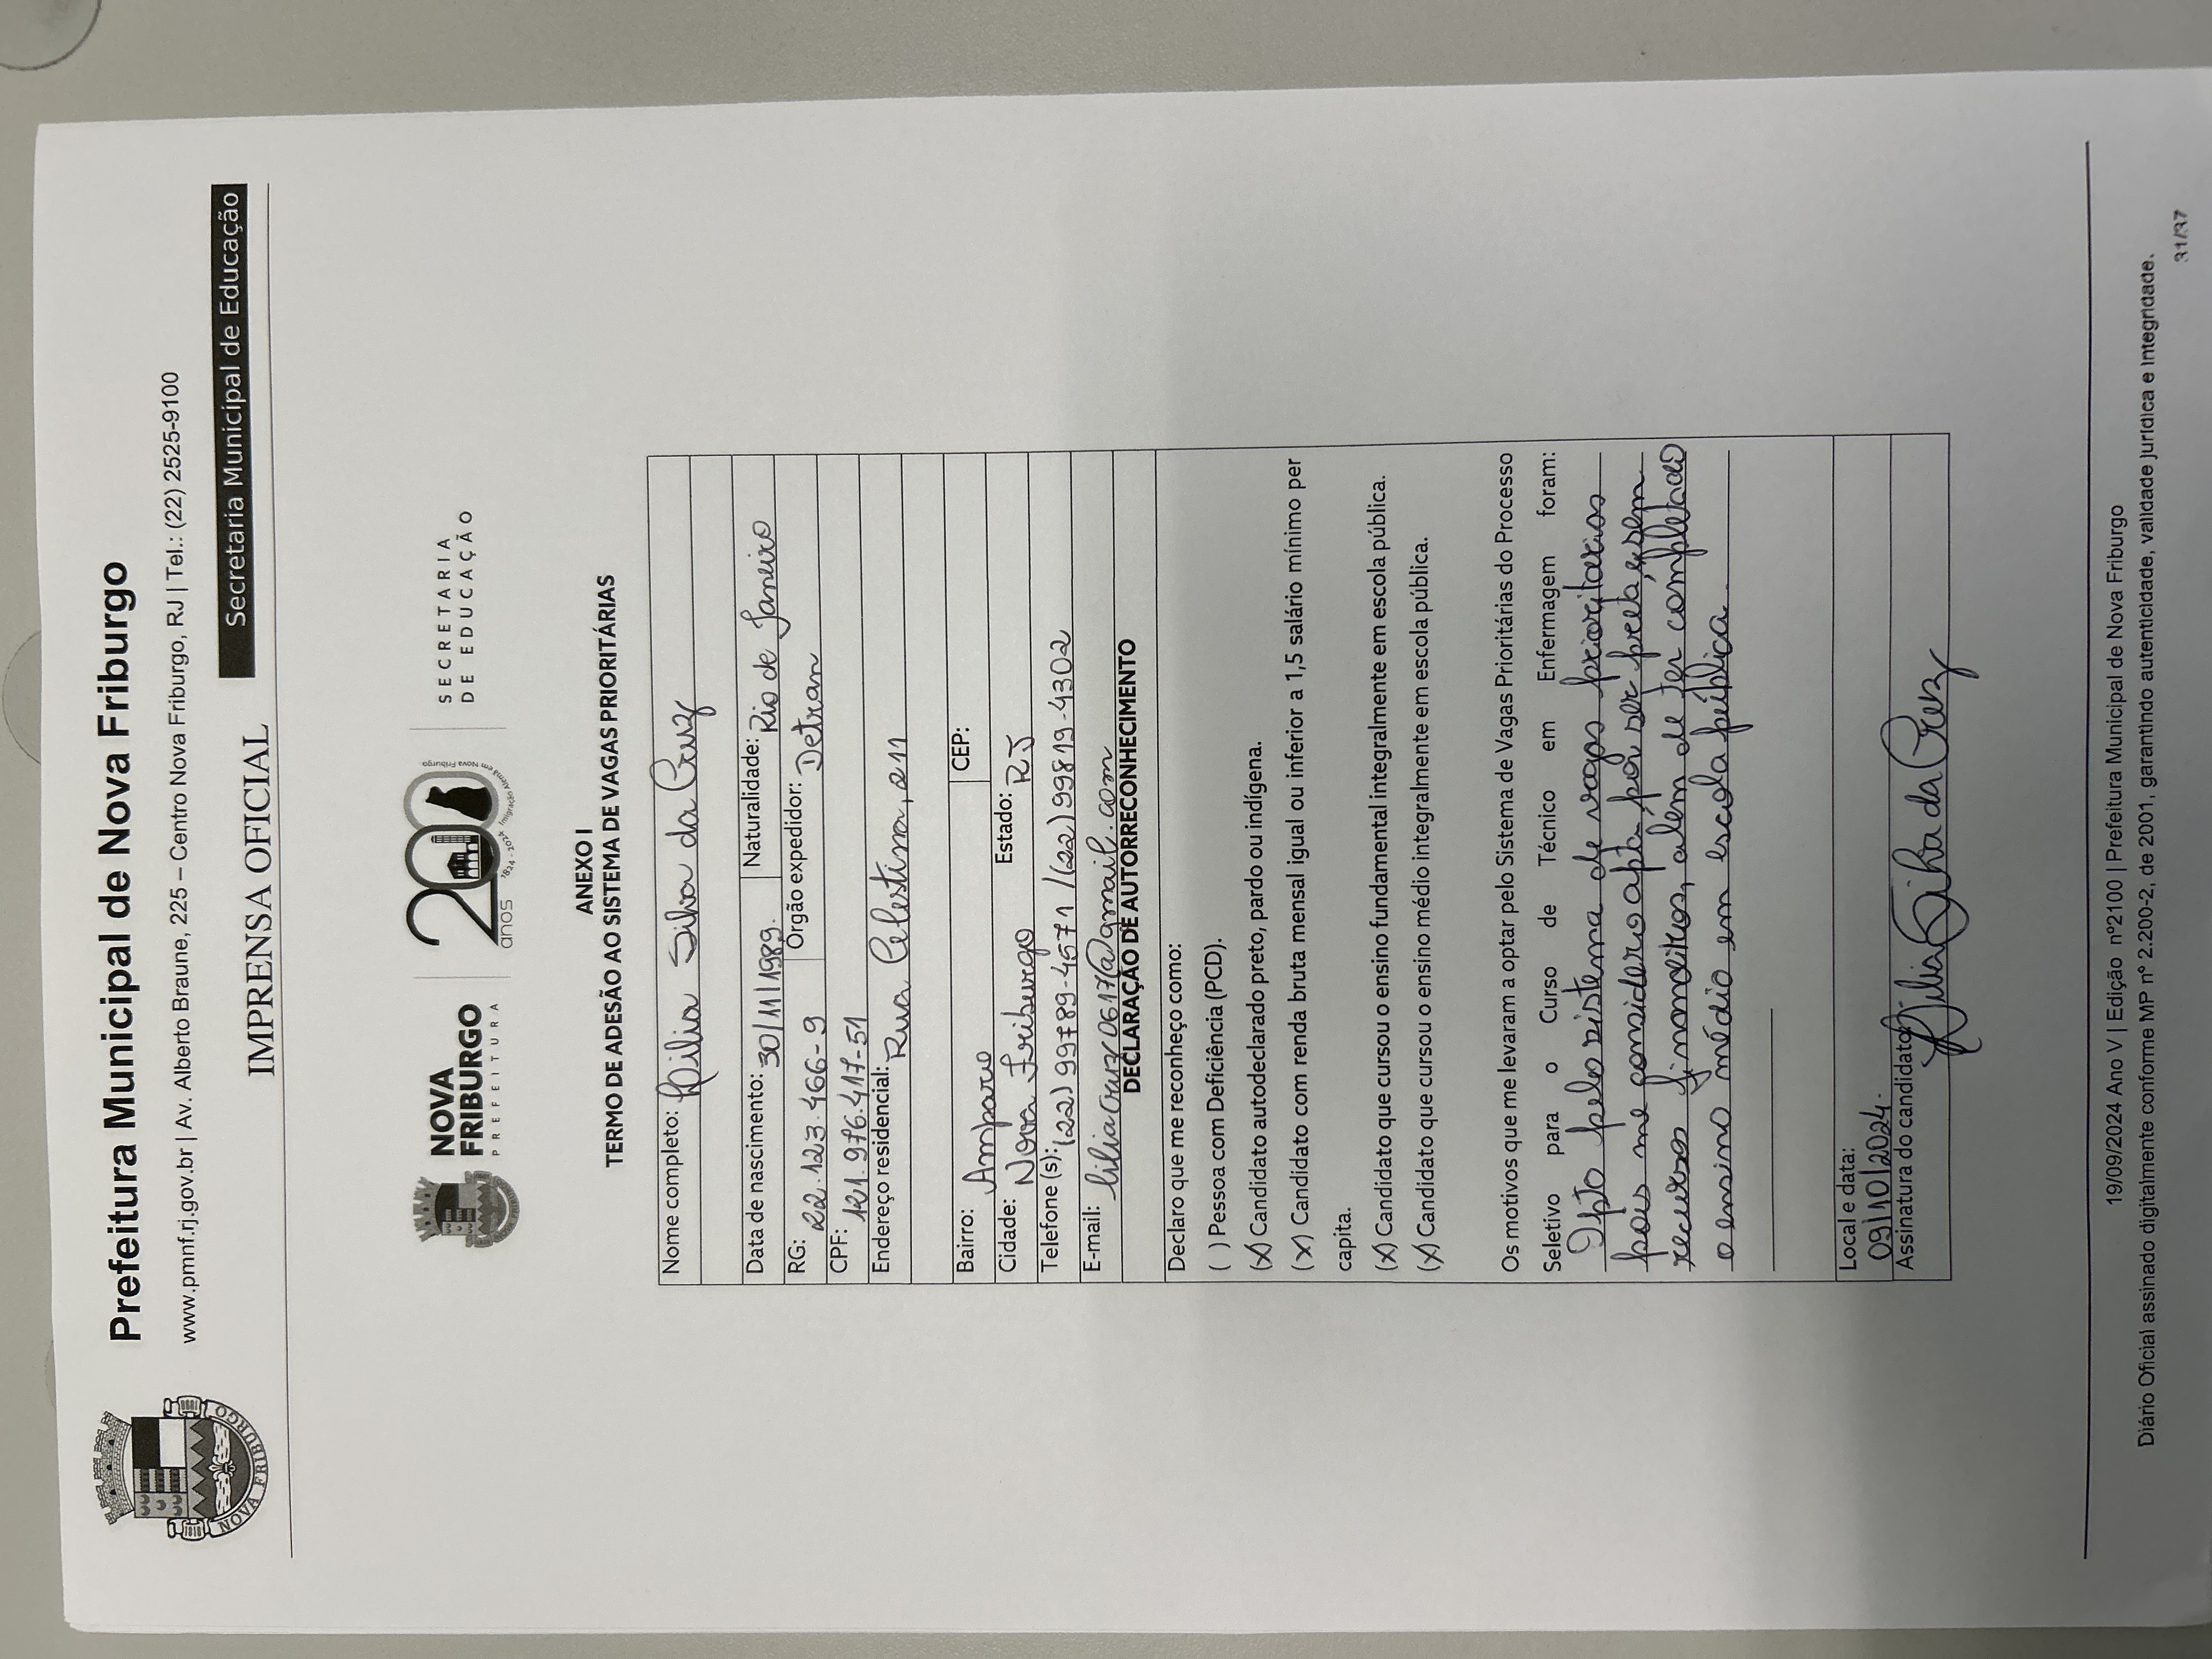 Prefeitura Municipal de Nova Friburgo
www.pmnf.rj.gov.br | Av. Alberto Braune, 225 – Centro Nova Friburgo, RJ | Tel.: (22) 2525-9100
Secretaria Municipal de Educação
IMPRENSA OFICIAL
NOVA FRIBURGO
NOVA
FRIBURGO
PREFEITURA
200
anos
1824 - 2024 Imigração Alemã em Nova Friburgo
SECRETARIA
DE EDUCAÇÃO
ANEXO I
TERMO DE ADESÃO AO SISTEMA DE VAGAS PRIORITÁRIAS
Nome completo: Lilia Silva da Cruz
Data de nascimento: 30/11/1989. Naturalidade: Rio de Janeiro
RG: 22.123.466-9 Órgão expedidor: Detran
CPF: 121.976.417-51
Endereço residencial: Rua Celestina, 211
Bairro: Amparo CEP:
Cidade: Nova Friburgo Estado: RJ
Telefone (s): (22) 99789-4571 / (22) 99819-4302
E-mail: liliacruz0617@gmail.com
DECLARAÇÃO DE AUTORRECONHECIMENTO
Declaro que me reconheço como:
( ) Pessoa com Deficiência (PCD).
(X) Candidato autodeclarado preto, pardo ou indígena.
(X) Candidato com renda bruta mensal igual ou inferior a 1,5 salário mínimo per
capita.
(X) Candidato que cursou o ensino fundamental integralmente em escola pública.
(X) Candidato que cursou o ensino médio integralmente em escola pública.
Os motivos que me levaram a optar pelo Sistema de Vagas Prioritárias do Processo
Seletivo para o Curso de Técnico em Enfermagem foram:
Opto pelo sistema de vagas prioritarias
pois me considero apta por ser preta, e sem
recursos financeiros, além de ter completado
o ensino médio em escola pública.
Local e data:
09/10/2024.
Assinatura do candidato: Lilia Silva da Cruz
19/09/2024 Ano V | Edição nº2100 | Prefeitura Municipal de Nova Friburgo
Diário Oficial assinado digitalmente conforme MP nº 2.200-2, de 2001, garantindo autenticidade, validade jurídica e integridade.
31/37